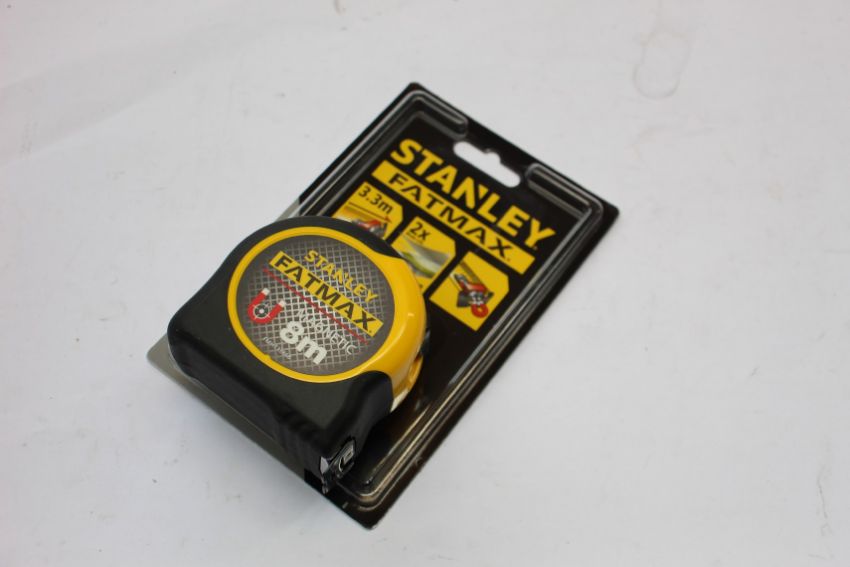 STANLEY
FATMAX
3.3m
2X
STANLEY
FATMAX
MAGNETIC
8m